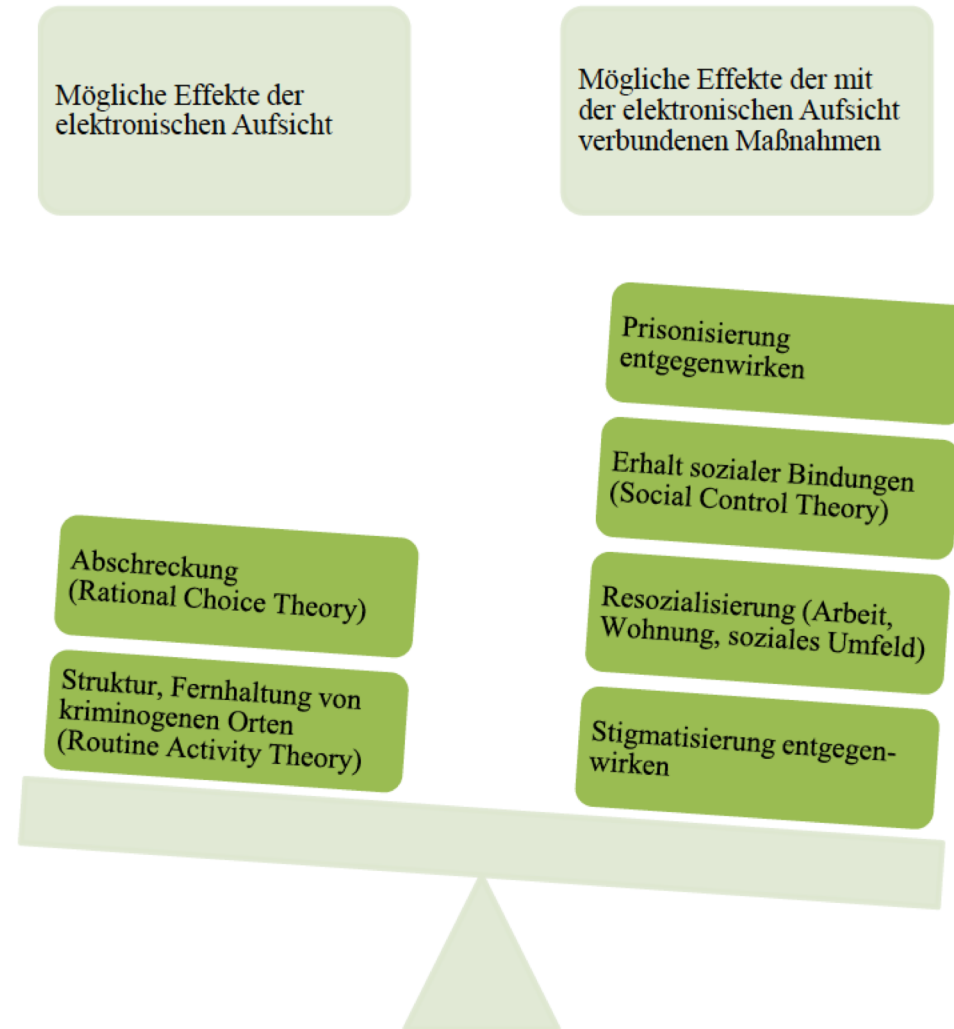 Mögliche Effekte der
elektronischen Aufsicht
Mögliche Effekte der mit
der elektronischen Aufsicht
verbundenen Maßnahmen
Abschreckung
(Rational Choice Theory)
Struktur, Fernhaltung von
kriminogenen Orten
(Routine Activity Theory)
Prisonisierung
entgegenwirken
Erhalt sozialer Bindungen
(Social Control Theory)
Resozialisierung (Arbeit,
Wohnung, soziales Umfeld)
Stigmatisierung entgegen-
wirken